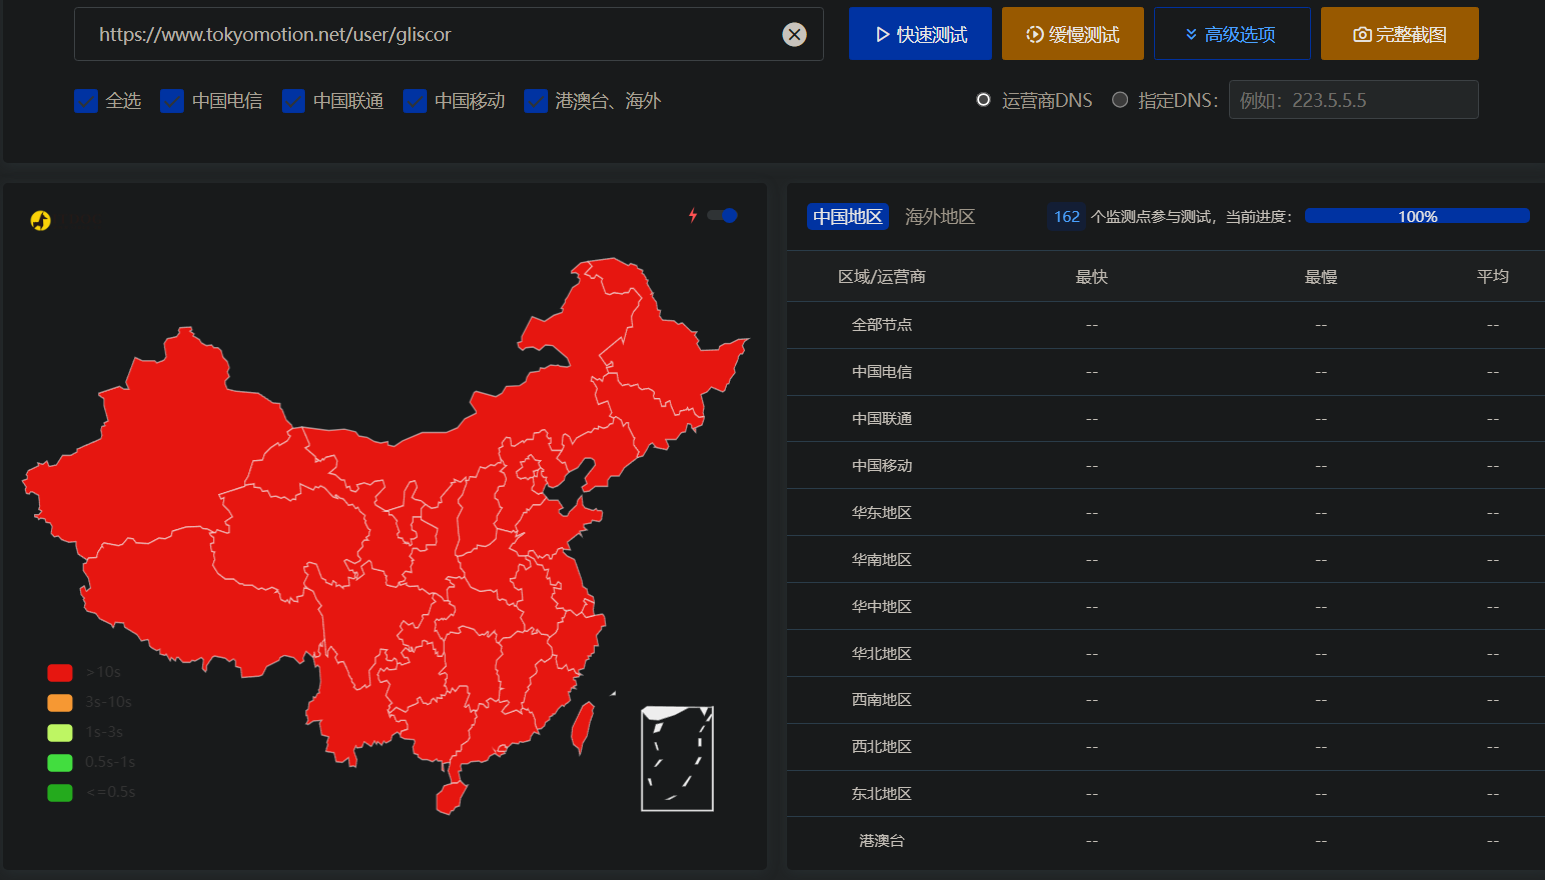 https://www.tokyomotion.net/user/gliscor
快速测试 缓慢测试 高级选项 完整截图
全选 中国电信 中国联通 中国移动 港澳台、海外 运营商DNS 指定DNS: 例如：223.5.5.5
中国地区 海外地区 162 个监测点参与测试，当前进度： 100%
区域/运营商 最快 最慢 平均
全部节点 -- -- --
中国电信 -- -- --
中国联通 -- -- --
中国移动 -- -- --
华东地区 -- -- --
华南地区 -- -- --
华中地区 -- -- --
华北地区 -- -- --
西南地区 -- -- --
西北地区 -- -- --
东北地区 -- -- --
港澳台 -- -- --
>10s
3s-10s
1s-3s
0.5s-1s
<=0.5s